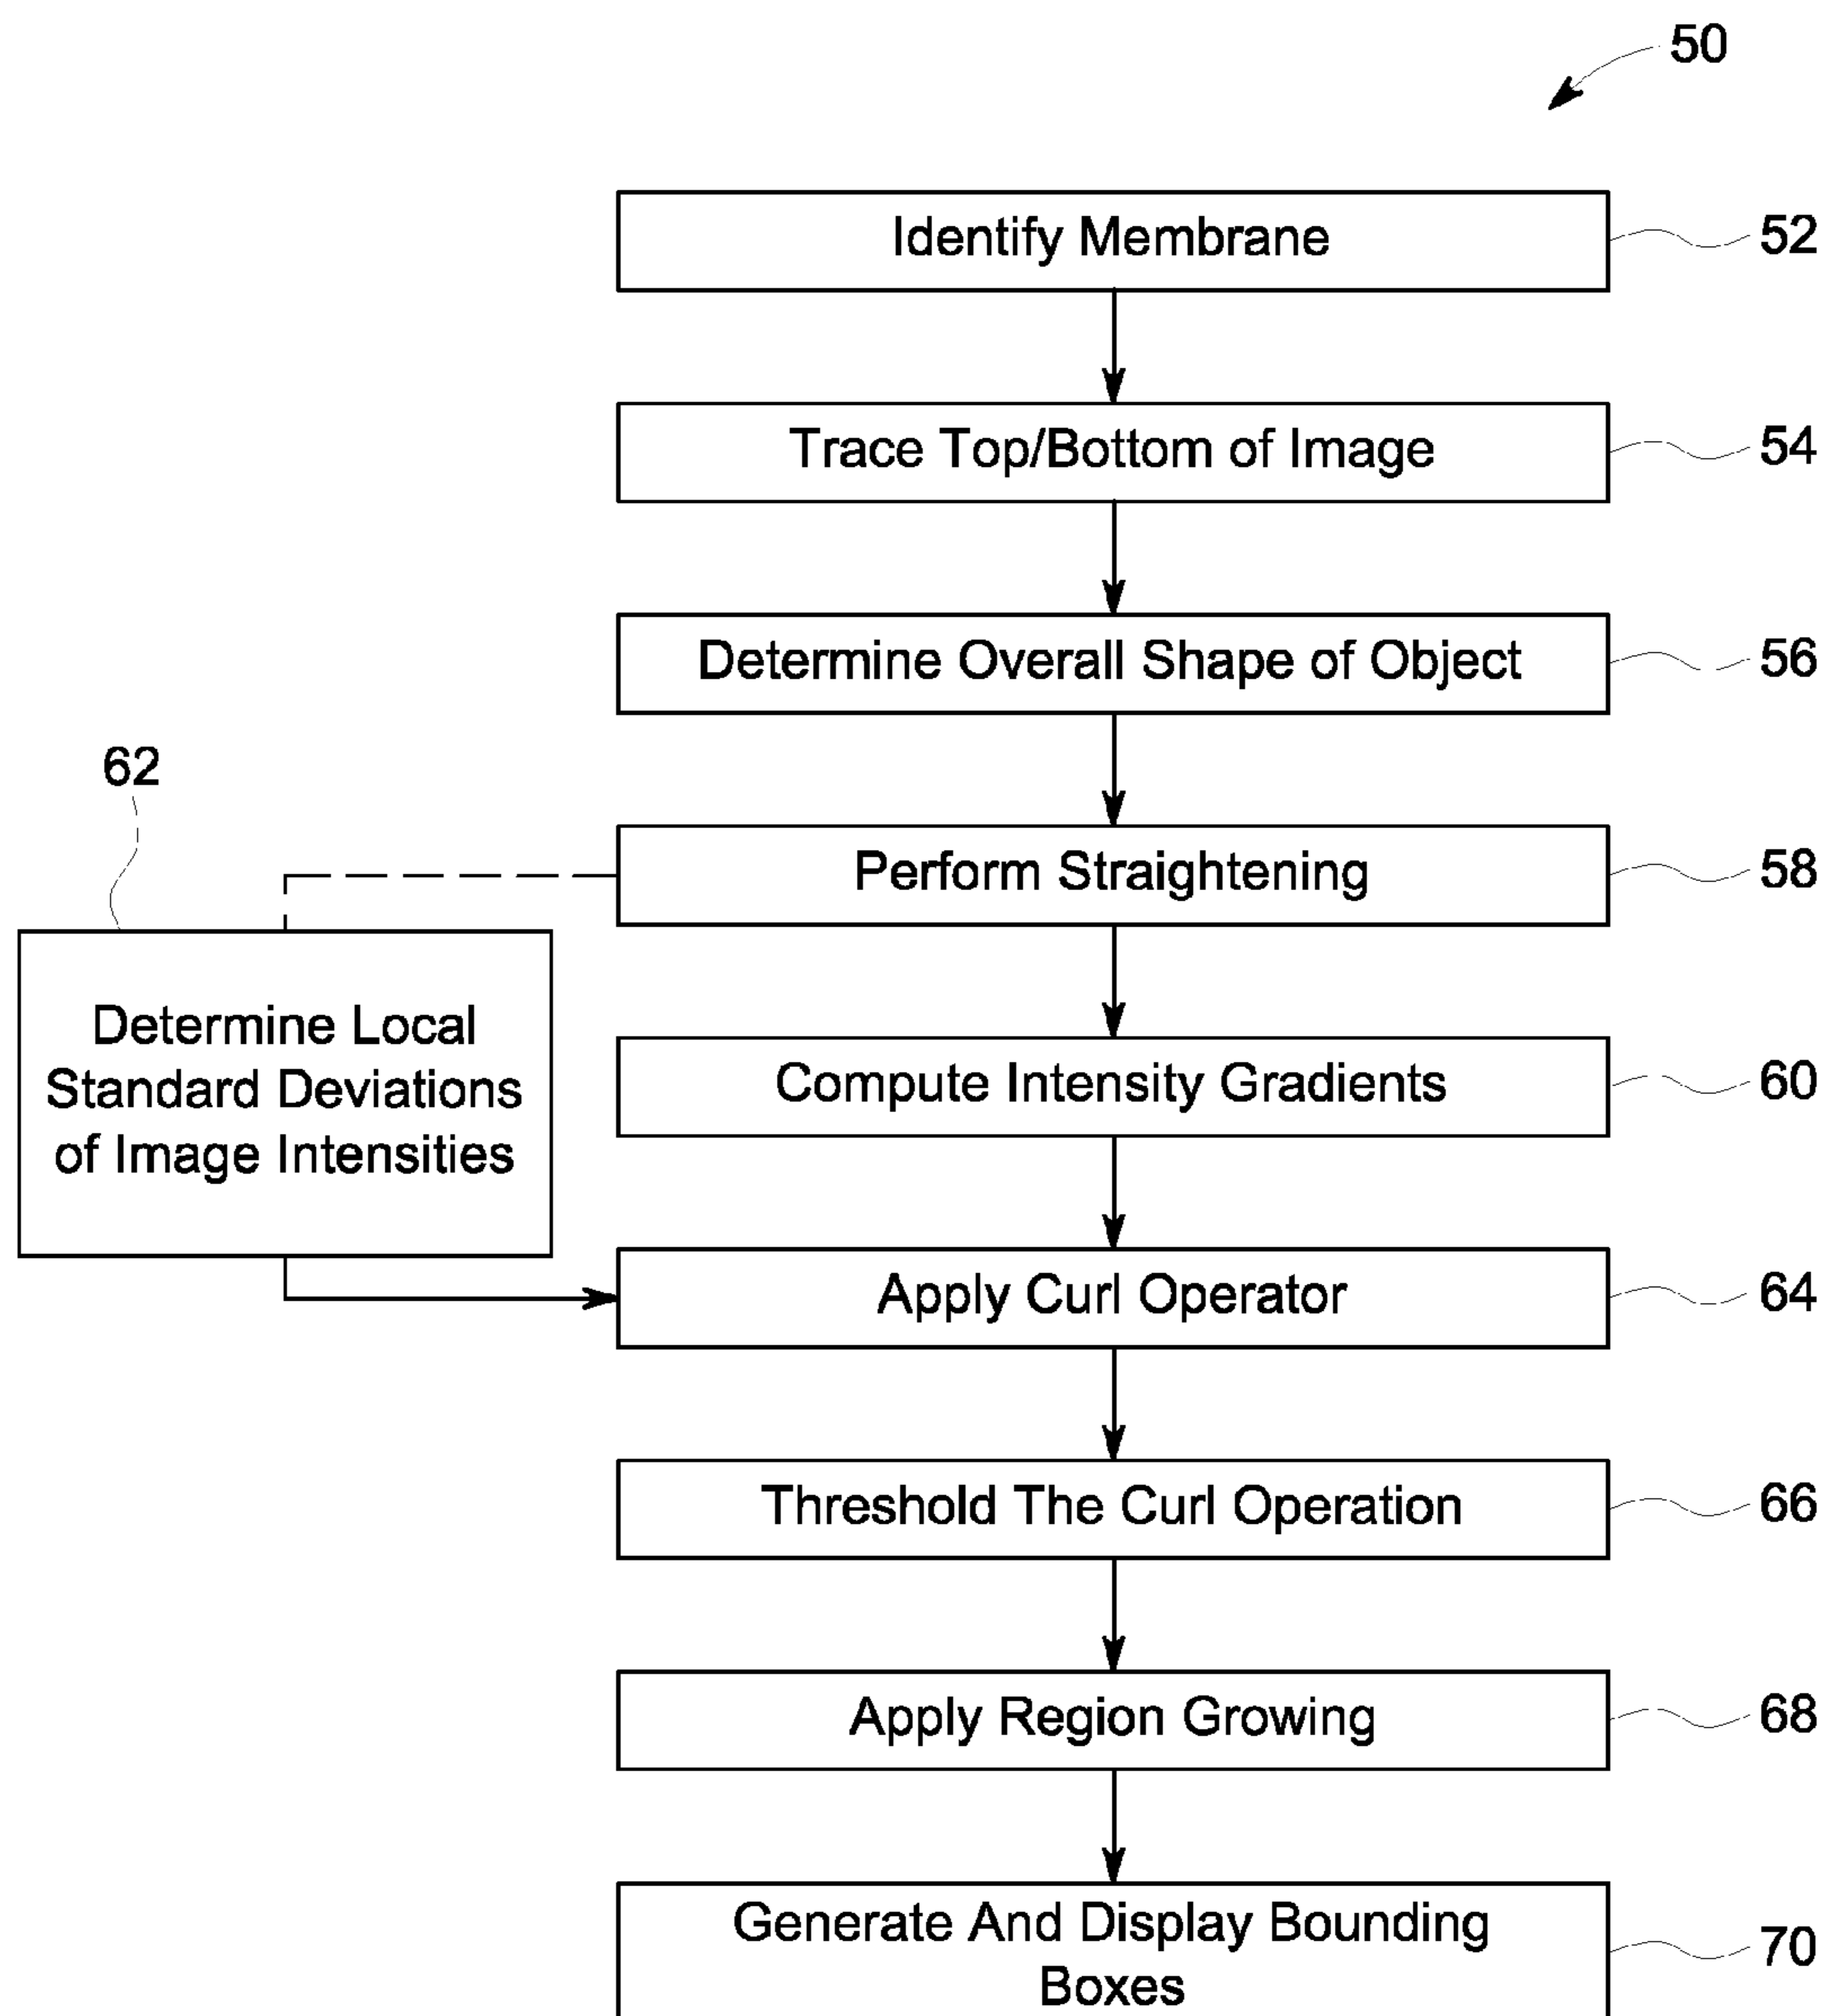 50
Identify Membrane
52
Trace Top/Bottom of Image
54
Determine Overall Shape of Object
56
62
Perform Straightening
58
Determine Local
Standard Deviations
of Image Intensities
Compute Intensity Gradients
60
Apply Curl Operator
64
Threshold The Curl Operation
66
Apply Region Growing
68
Generate And Display Bounding
Boxes
70